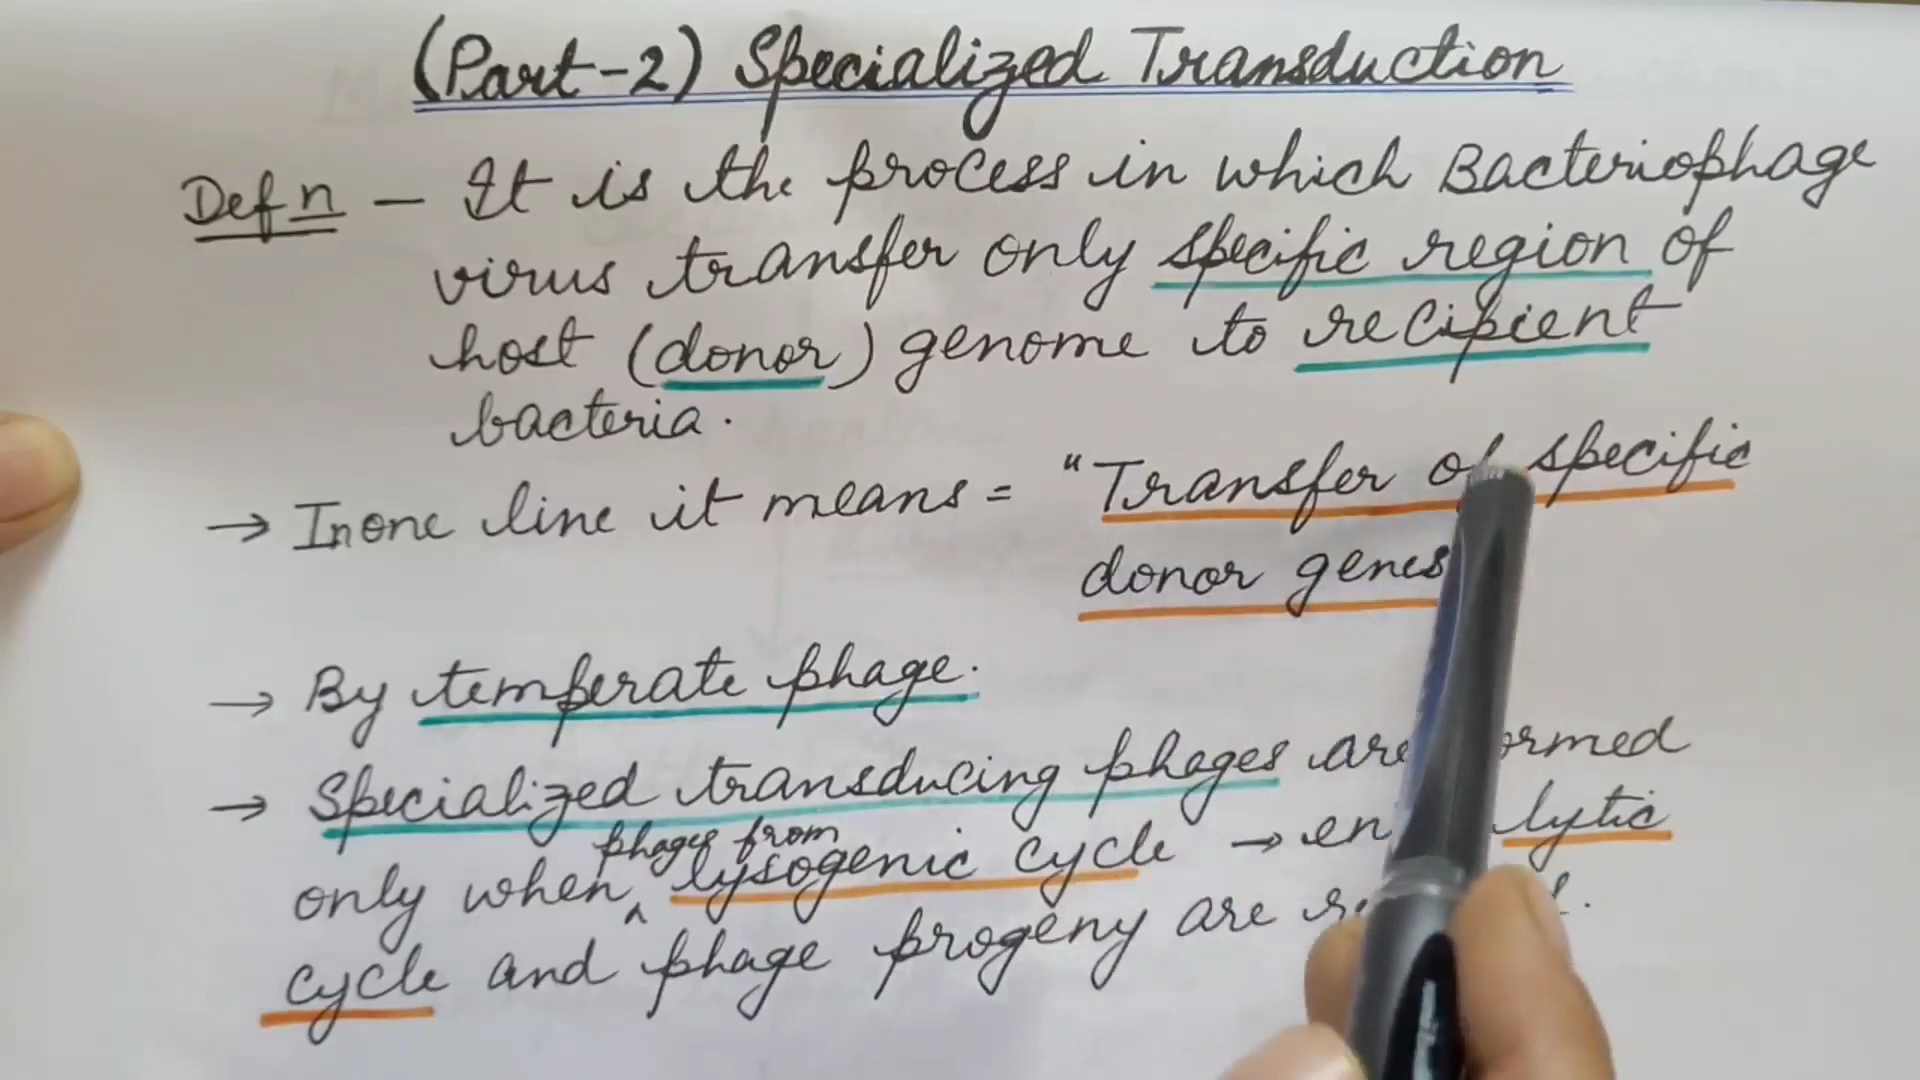 (Part-2) Specialized Transduction
Defn – It is the process in which Bacteriophage
virus transfer only specific region of
host (donor) genome to recipient
bacteria.
→ In one line it means = "Transfer of specific
donor genes
→ By temperate phage.
→ Specialized transducing phages are
phages from
only when ^ lysogenic cycle → lytic
cycle and phage progeny are